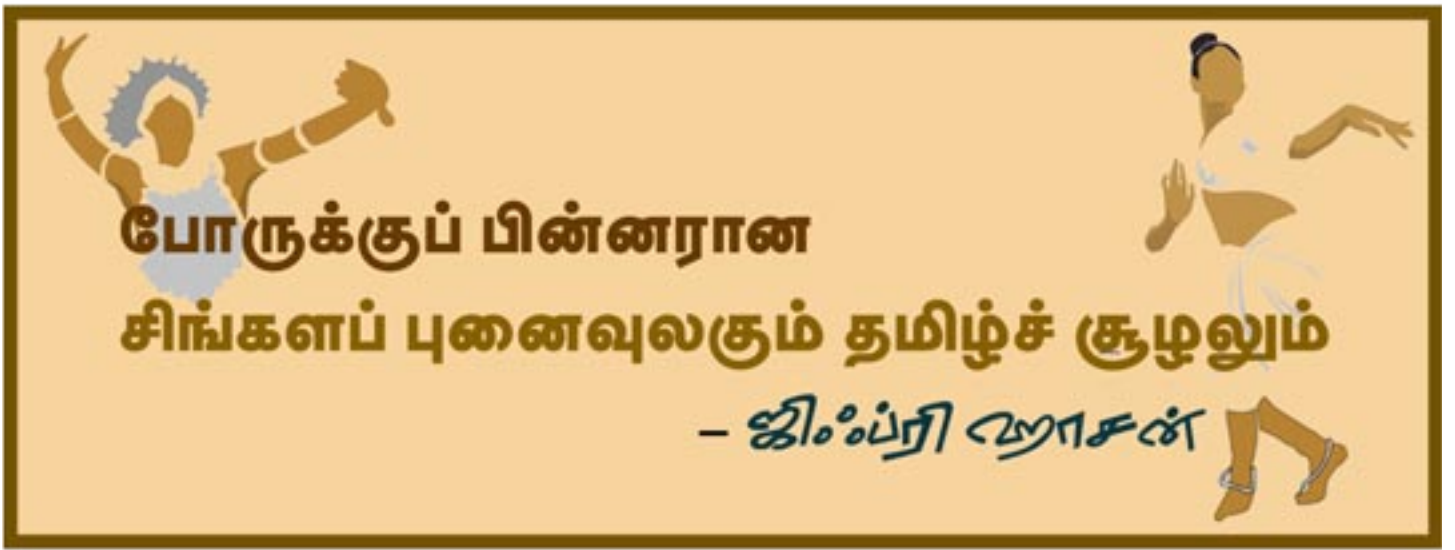 போருக்குப் பின்னரான
சிங்களப் புனைவுலகும் தமிழ்ச் சூழலும்
– ஜிஃப்ரி ஹாசன்